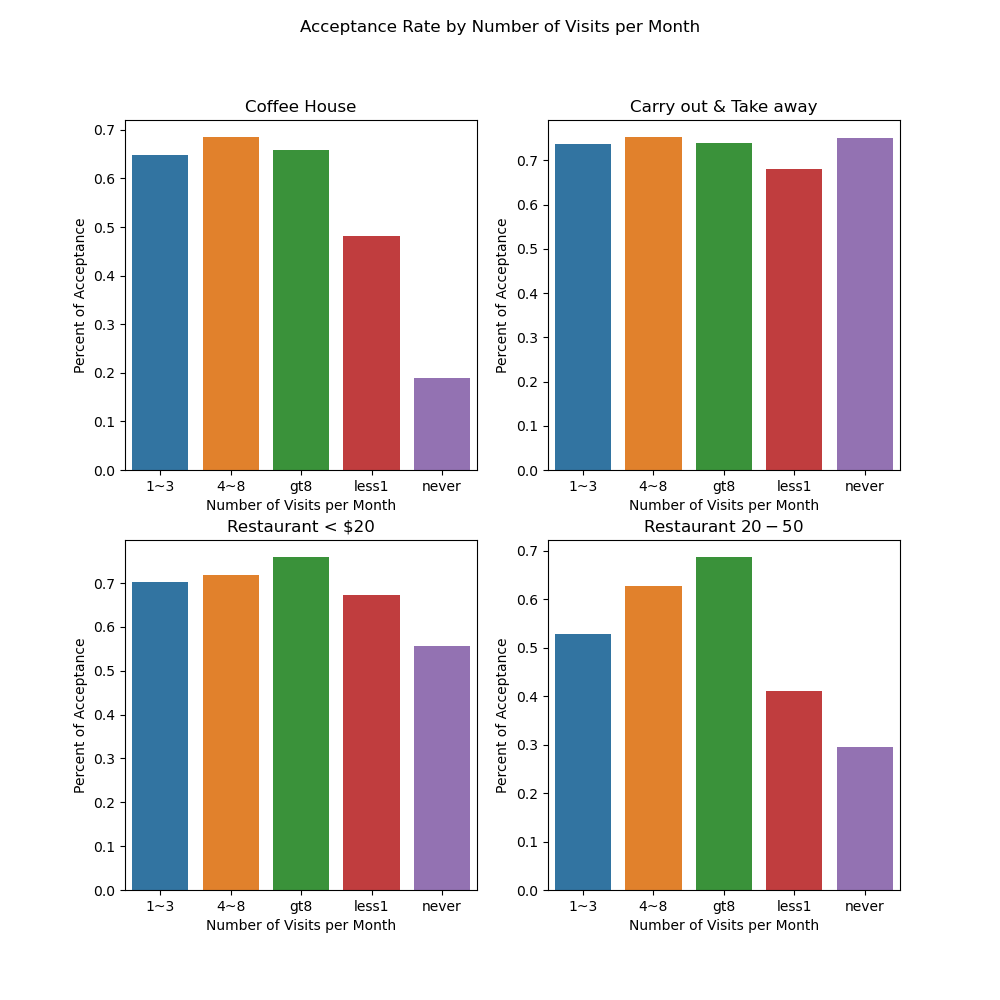 Acceptance Rate by Number of Visits per Month
Coffee House
Percent of Acceptance
0.7
0.6
0.5
0.4
0.3
0.2
0.1
0.0
1~3 4~8 gt8 less1 never
Number of Visits per Month
Carry out & Take away
Percent of Acceptance
0.7
0.6
0.5
0.4
0.3
0.2
0.1
0.0
1~3 4~8 gt8 less1 never
Number of Visits per Month
Restaurant < $20
Percent of Acceptance
0.7
0.6
0.5
0.4
0.3
0.2
0.1
0.0
1~3 4~8 gt8 less1 never
Number of Visits per Month
Restaurant 20 − 50
Percent of Acceptance
0.7
0.6
0.5
0.4
0.3
0.2
0.1
0.0
1~3 4~8 gt8 less1 never
Number of Visits per Month